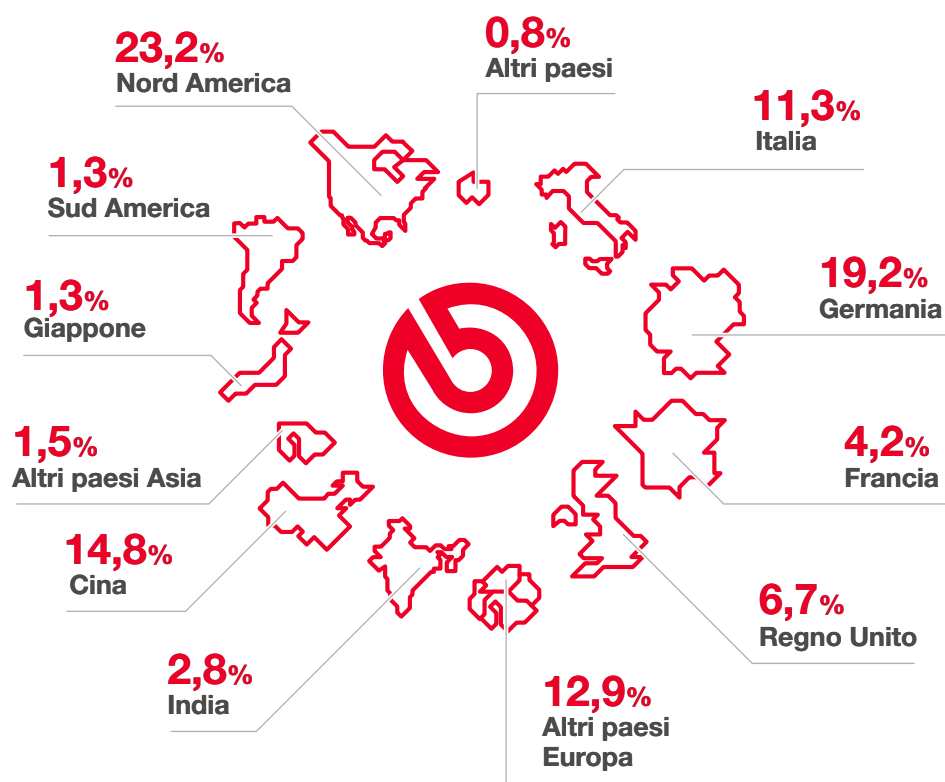 23,2%
Nord America
0,8%
Altri paesi
11,3%
Italia
1,3%
Sud America
19,2%
Germania
1,3%
Giappone
4,2%
Francia
1,5%
Altri paesi Asia
14,8%
Cina
6,7%
Regno Unito
2,8%
India
12,9%
Altri paesi
Europa